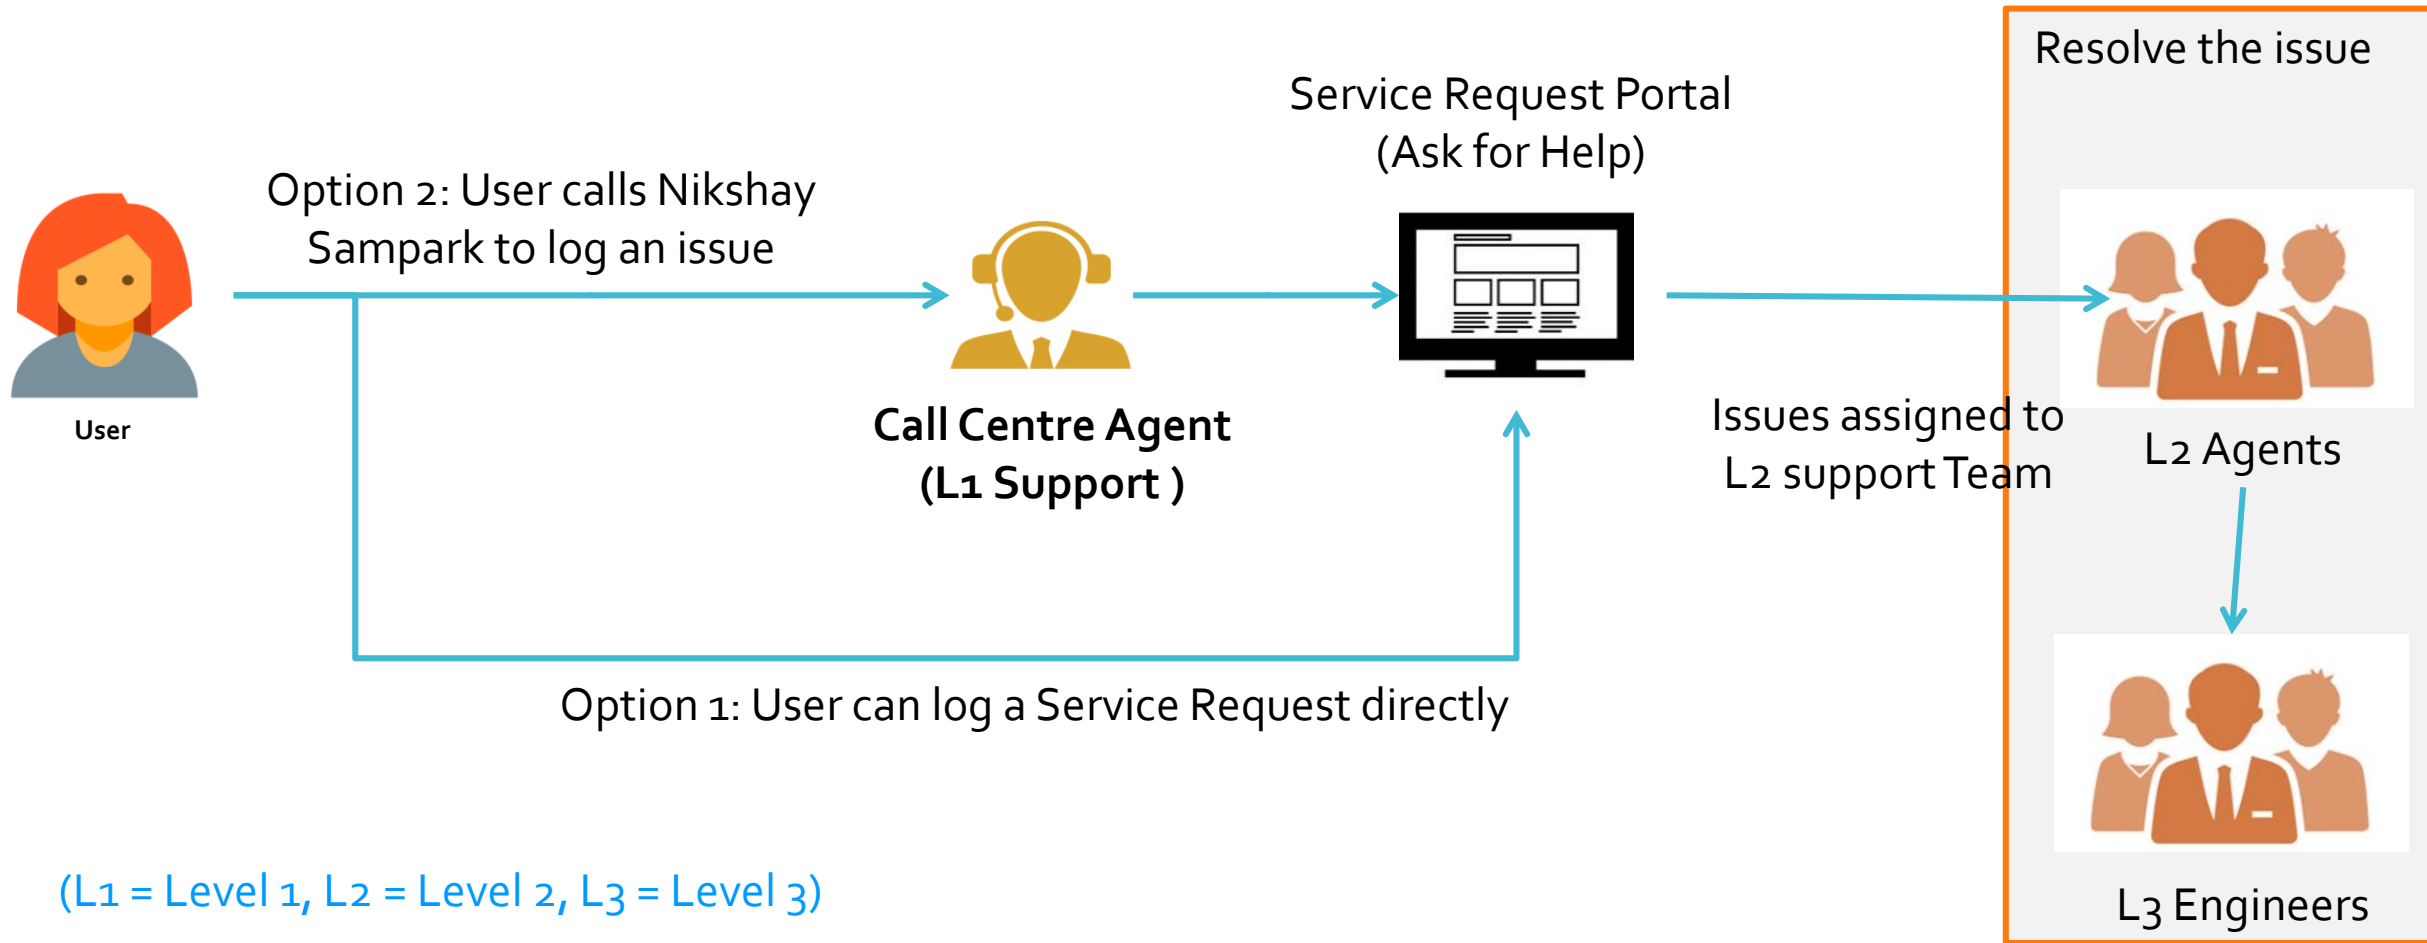 Resolve the issue
Service Request Portal
(Ask for Help)
Option 2: User calls Nikshay
Sampark to log an issue
User
Call Centre Agent
(L1 Support )
Issues assigned to
L2 support Team
L2 Agents
Option 1: User can log a Service Request directly
(L1 = Level 1, L2 = Level 2, L3 = Level 3)
L3 Engineers